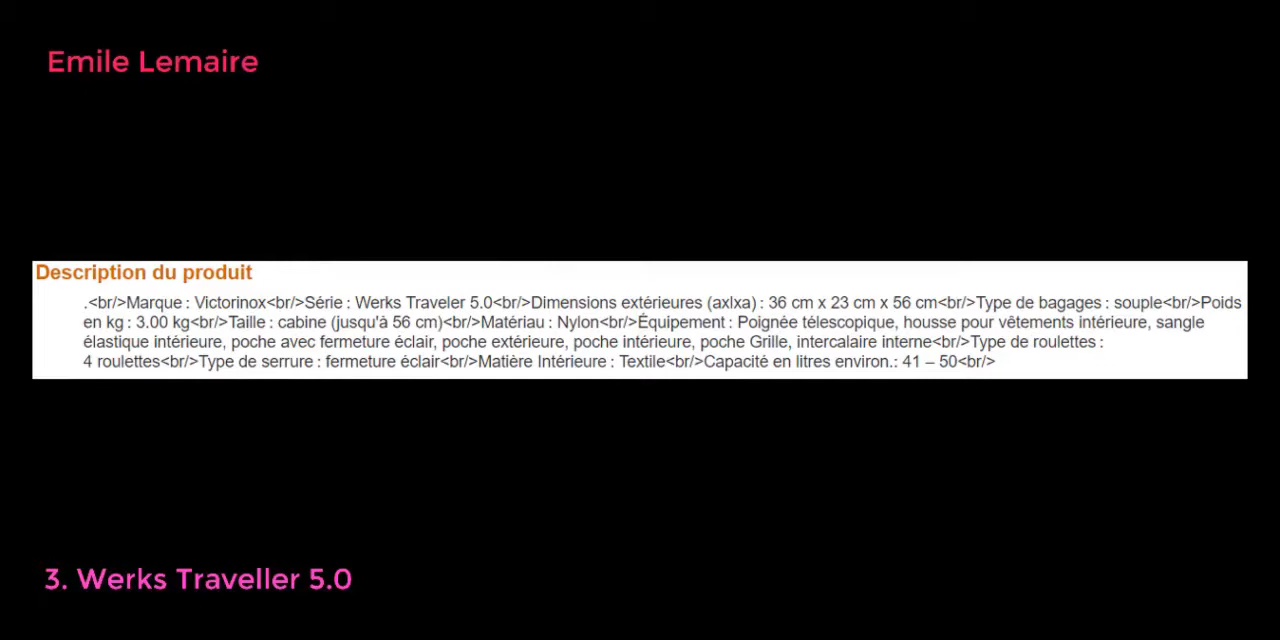 Emile Lemaire
Description du produit
.<br/>Marque : Victorinox<br/>Série : Werks Traveler 5.0<br/>Dimensions extérieures (axlxa) : 36 cm x 23 cm x 56 cm<br/>Type de bagages : souple<br/>Poids
en kg : 3.00 kg<br/>Taille : cabine (jusqu'à 56 cm)<br/>Matériau : Nylon<br/>Équipement : Poignée télescopique, housse pour vêtements intérieure, sangle
élastique intérieure, poche avec fermeture éclair, poche extérieure, poche intérieure, poche Grille, intercalaire interne<br/>Type de roulettes :
4 roulettes<br/>Type de serrure : fermeture éclair<br/>Matière Intérieure : Textile<br/>Capacité en litres environ.: 41 – 50<br/>
3. Werks Traveller 5.0